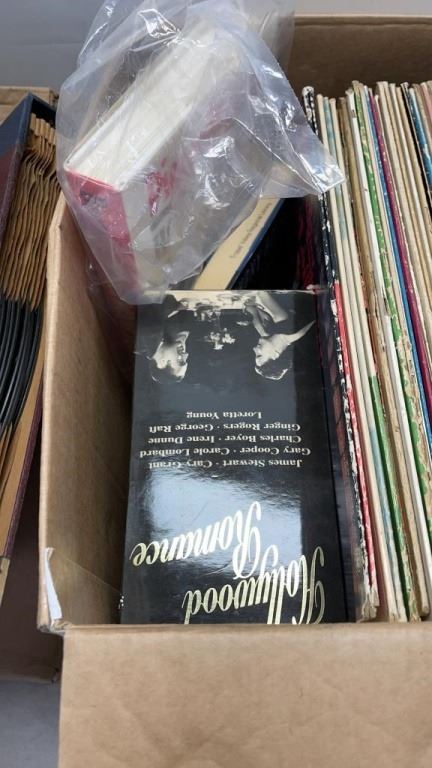 Hollywood
Romance
James Stewart · Cary Grant
Gary Cooper · Carole Lombard
Charles Boyer · Irene Dunne
Ginger Rogers · George Raft
Loretta Young